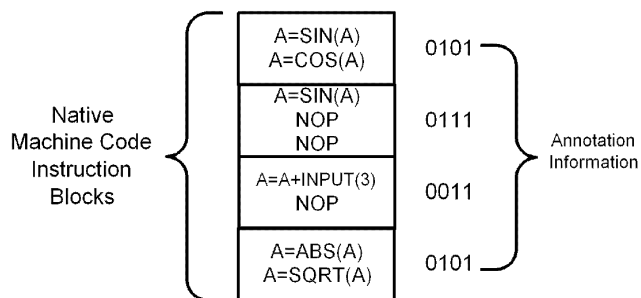 Native
Machine Code
Instruction
Blocks
A=SIN(A)
A=COS(A)
0101
A=SIN(A)
NOP
NOP
0111
A=A+INPUT(3)
NOP
0011
A=ABS(A)
A=SQRT(A)
0101
Annotation
Information